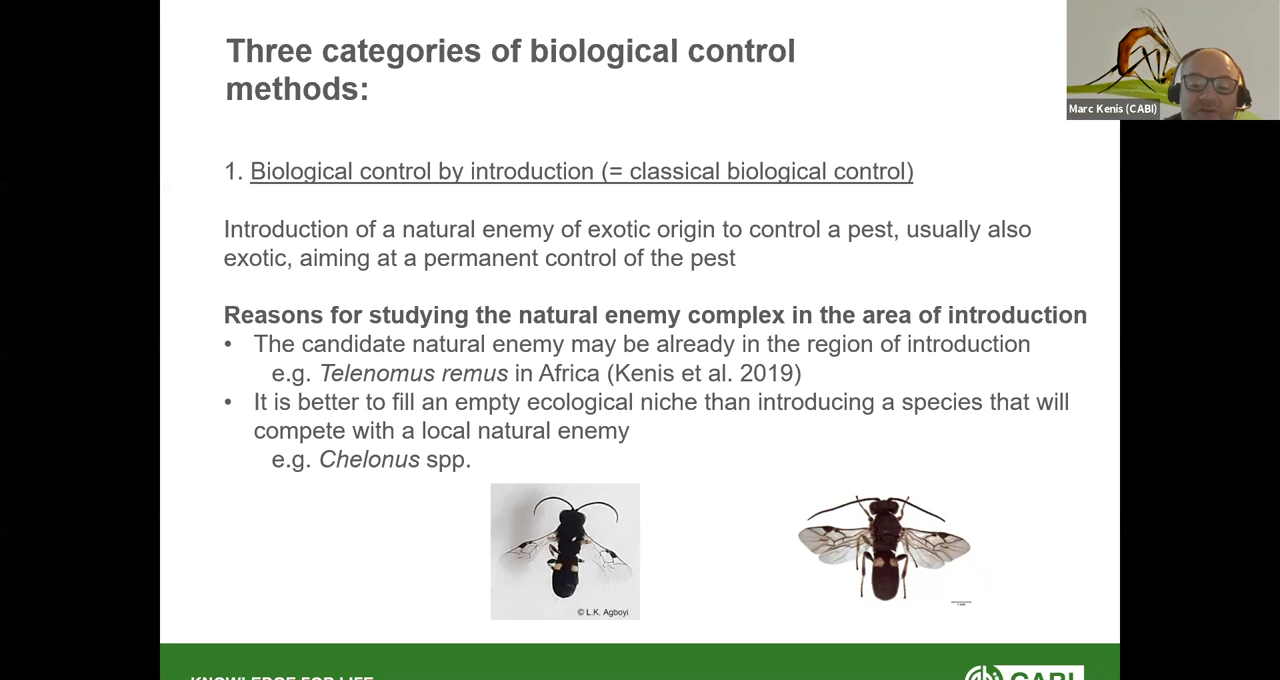 Three categories of biological control
methods:
Marc Kenis (CABI)
1. Biological control by introduction (= classical biological control)
Introduction of a natural enemy of exotic origin to control a pest, usually also
exotic, aiming at a permanent control of the pest
Reasons for studying the natural enemy complex in the area of introduction
• The candidate natural enemy may be already in the region of introduction
e.g. Telenomus remus in Africa (Kenis et al. 2019)
• It is better to fill an empty ecological niche than introducing a species that will
compete with a local natural enemy
e.g. Chelonus spp.
© L.K. Agboyi
KNOWLEDGE FOR LIFE
CABI